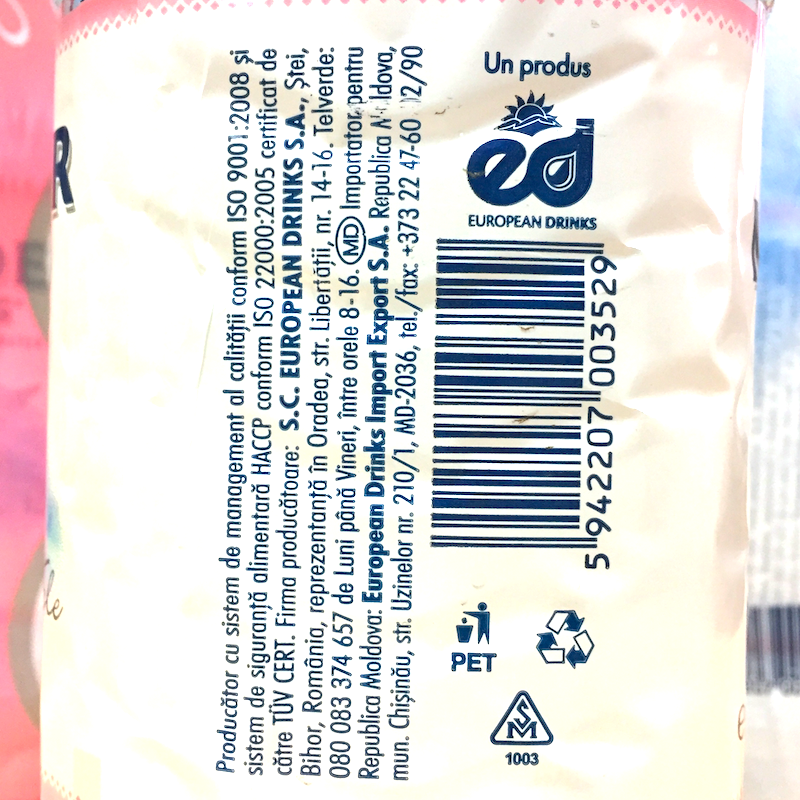 Producător cu sistem de management al calității conform ISO 9001:2008 și
sistem de siguranță alimentară HACCP conform ISO 22000:2005 certificat de
către TÜV CERT. Firma producătoare: S.C. EUROPEAN DRINKS S.A., Ștei,
Bihor, România, reprezentanță în Oradea, str. Libertății, nr. 14-16. Telverde:
080 083 374 657 de Luni până Vineri, între orele 8-16. MD Importator pentru
Republica Moldova: European Drinks Import Export S.A. Republica Moldova,
mun. Chișinău, str. Uzinelor nr. 210/1, MD-2036, tel./fax: +373 22 47-60 02/90
Un produs
ed
EUROPEAN DRINKS
5 942207 003529
PET
SM
1003
R